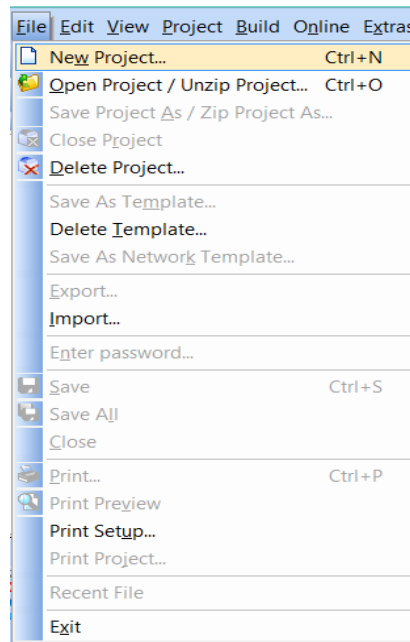 File Edit View Project Build Online Extras
New Project... Ctrl+N
Open Project / Unzip Project... Ctrl+O
Save Project As / Zip Project As...
Close Project
Delete Project...
Save As Template...
Delete Template...
Save As Network Template...
Export...
Import...
Enter password...
Save Ctrl+S
Save All
Close
Print... Ctrl+P
Print Preview
Print Setup...
Print Project...
Recent File
Exit